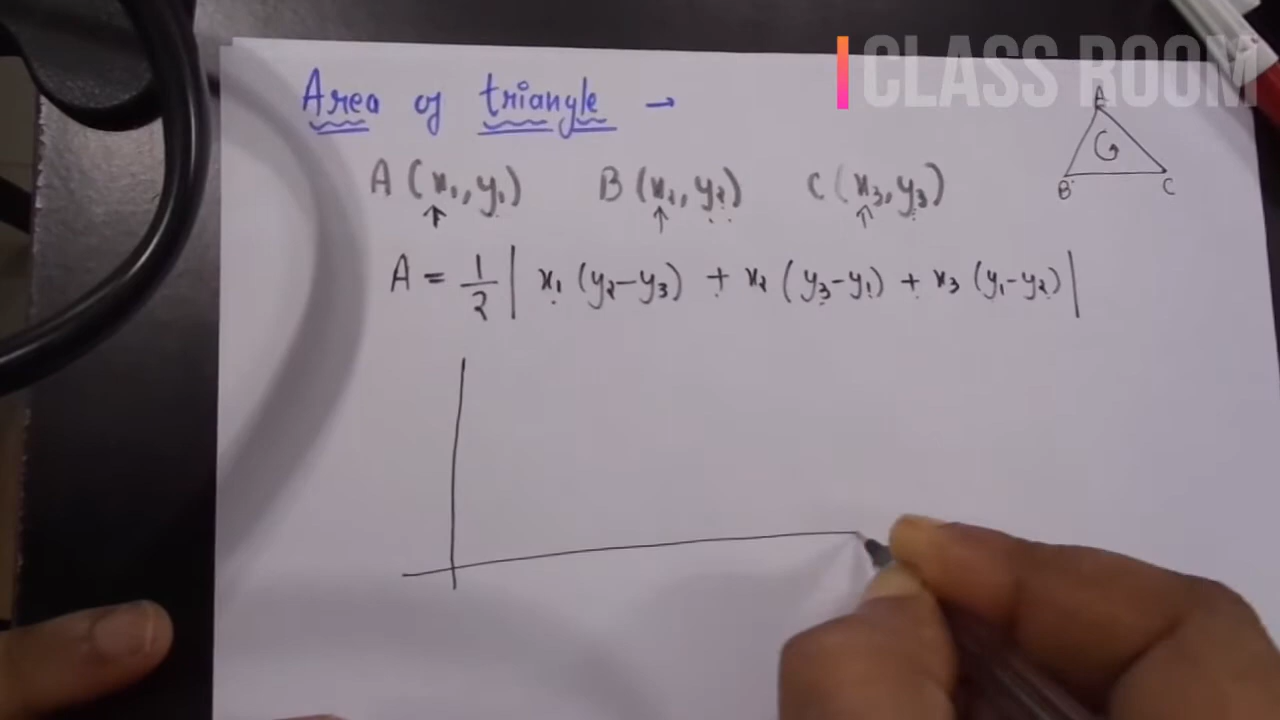 CLASS ROOM
Area of triangle →
A
G
B C
A (x₁, y₁) B (x₂, y₂) C (x₃, y₃)
A = 1/2 | x₁ (y₂-y₃) + x₂ (y₃-y₁) + x₃ (y₁-y₂) |